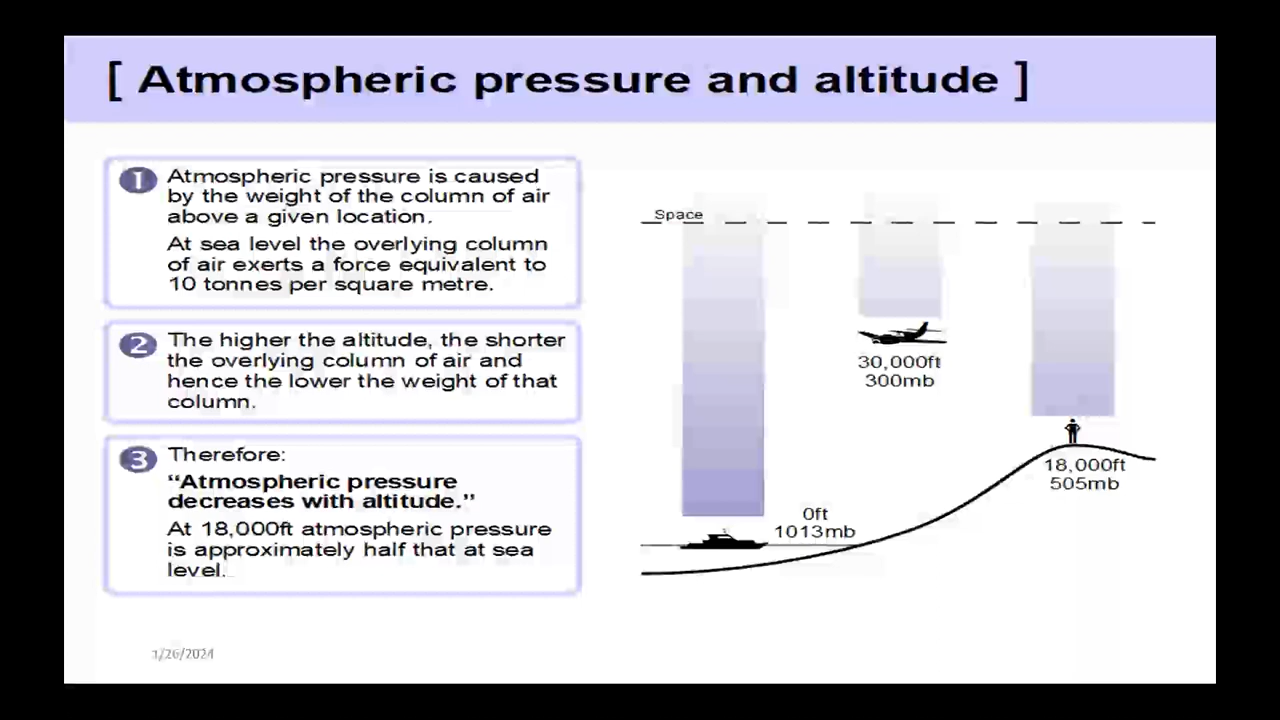 [ Atmospheric pressure and altitude ]
1 Atmospheric pressure is caused
by the weight of the column of air
above a given location.
At sea level the overlying column
of air exerts a force equivalent to
10 tonnes per square metre.
2 The higher the altitude, the shorter
the overlying column of air and
hence the lower the weight of that
column.
3 Therefore:
“Atmospheric pressure
decreases with altitude.”
At 18,000ft atmospheric pressure
is approximately half that at sea
level.
Space
30,000ft
300mb
18,000ft
505mb
0ft
1013mb
1/26/2024